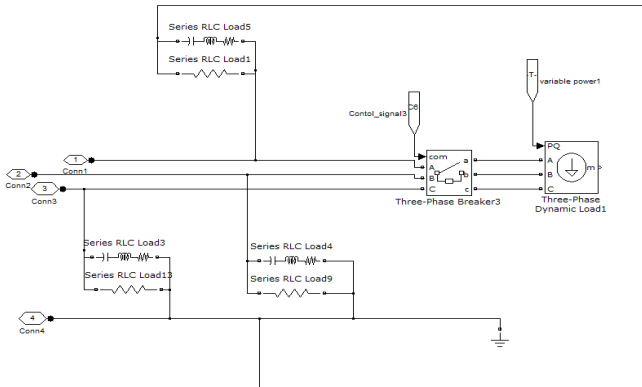 Series RLC Load5
Series RLC Load1
-T-
variable power1
Contol_signal3
C6
1
Conn1
2
Conn2
3
Conn3
com
A
B
C
a
b
c
Three-Phase Breaker3
PQ
A
B
C
m
Three-Phase
Dynamic Load1
Series RLC Load3
Series RLC Load13
Series RLC Load4
Series RLC Load9
4
Conn4